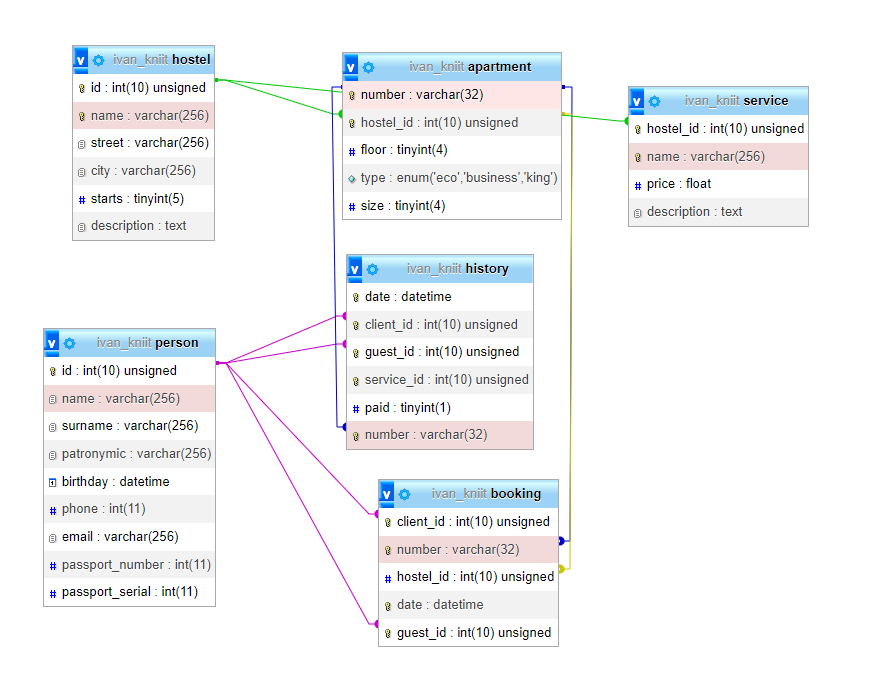 v ivan_kniit hostel
id : int(10) unsigned
name : varchar(256)
street : varchar(256)
city : varchar(256)
# starts : tinyint(5)
description : text
v ivan_kniit apartment
number : varchar(32)
hostel_id : int(10) unsigned
# floor : tinyint(4)
type : enum('eco','business','king')
# size : tinyint(4)
v ivan_kniit service
hostel_id : int(10) unsigned
name : varchar(256)
# price : float
description : text
v ivan_kniit history
date : datetime
client_id : int(10) unsigned
guest_id : int(10) unsigned
service_id : int(10) unsigned
# paid : tinyint(1)
number : varchar(32)
v ivan_kniit person
id : int(10) unsigned
name : varchar(256)
surname : varchar(256)
patronymic : varchar(256)
birthday : datetime
# phone : int(11)
email : varchar(256)
# passport_number : int(11)
# passport_serial : int(11)
v ivan_kniit booking
client_id : int(10) unsigned
number : varchar(32)
# hostel_id : int(10) unsigned
date : datetime
guest_id : int(10) unsigned